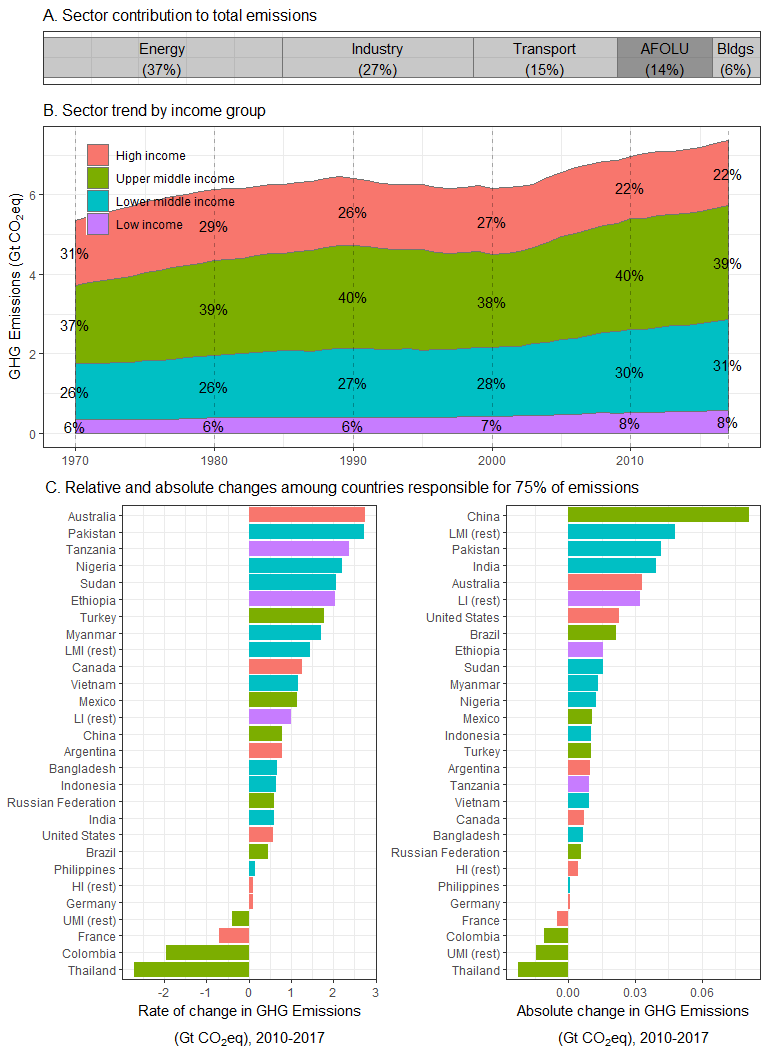 A. Sector contribution to total emissions
Energy Industry Transport AFOLU Bldgs
(37%) (27%) (15%) (14%) (6%)
B. Sector trend by income group
GHG Emissions (Gt CO₂eq)
High income
Upper middle income
Lower middle income
Low income
6
4
2
0
31% 29% 26% 27% 22% 22%
37% 39% 40% 38% 40% 39%
26% 26% 27% 28% 30% 31%
6% 6% 6% 7% 8% 8%
1970 1980 1990 2000 2010
C. Relative and absolute changes amoung countries responsible for 75% of emissions
Australia
Pakistan
Tanzania
Nigeria
Sudan
Ethiopia
Turkey
Myanmar
LMI (rest)
Canada
Vietnam
Mexico
LI (rest)
China
Argentina
Bangladesh
Indonesia
Russian Federation
India
United States
Brazil
Philippines
HI (rest)
Germany
UMI (rest)
France
Colombia
Thailand
-2 -1 0 1 2 3
Rate of change in GHG Emissions
(Gt CO₂eq), 2010-2017
China
LMI (rest)
Pakistan
India
Australia
LI (rest)
United States
Brazil
Ethiopia
Sudan
Myanmar
Nigeria
Mexico
Indonesia
Turkey
Argentina
Tanzania
Vietnam
Canada
Bangladesh
Russian Federation
HI (rest)
Philippines
Germany
France
Colombia
UMI (rest)
Thailand
0.00 0.03 0.06
Absolute change in GHG Emissions
(Gt CO₂eq), 2010-2017